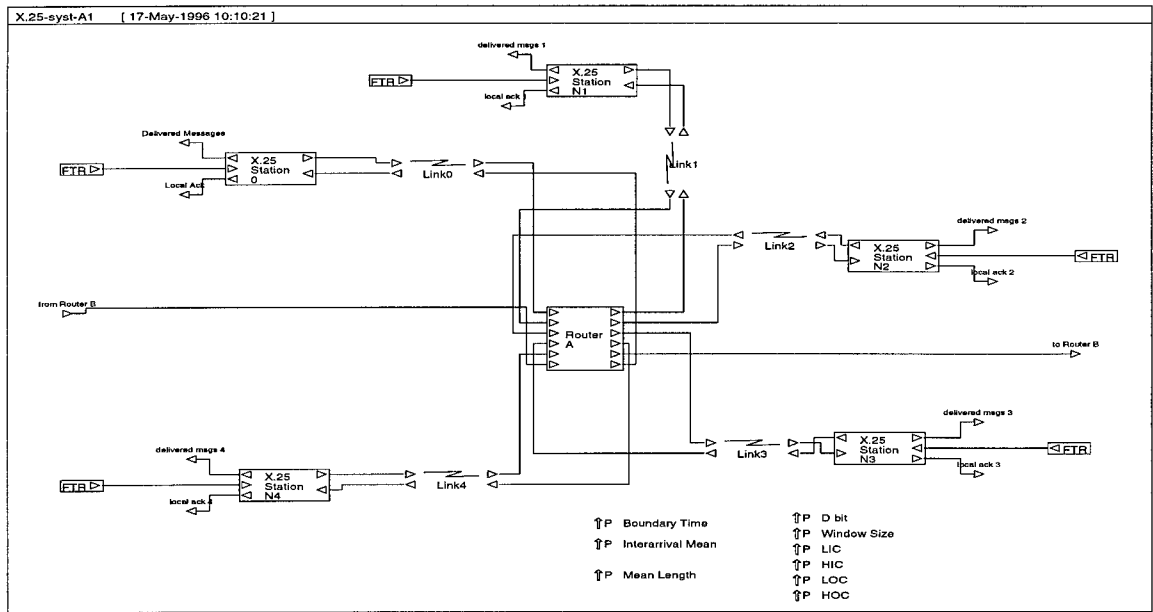 X.25-syst-A1 [ 17-May-1996 10:10:21 ]
delivered msgs 1
FTR
X.25
Station
N1
local ack 1
Delivered Messages
FTR
X.25
Station
0
Local Ack
Link0
Link1
delivered msgs 2
Link2
X.25
Station
N2
FTR
local ack 2
from Router B
Router
A
to Router B
delivered msgs 3
Link3
X.25
Station
N3
FTR
local ack 3
delivered msgs 4
FTR
X.25
Station
N4
local ack 4
Link4
P Boundary Time
P Interarrival Mean
P Mean Length
P D bit
P Window Size
P LIC
P HIC
P LOC
P HOC